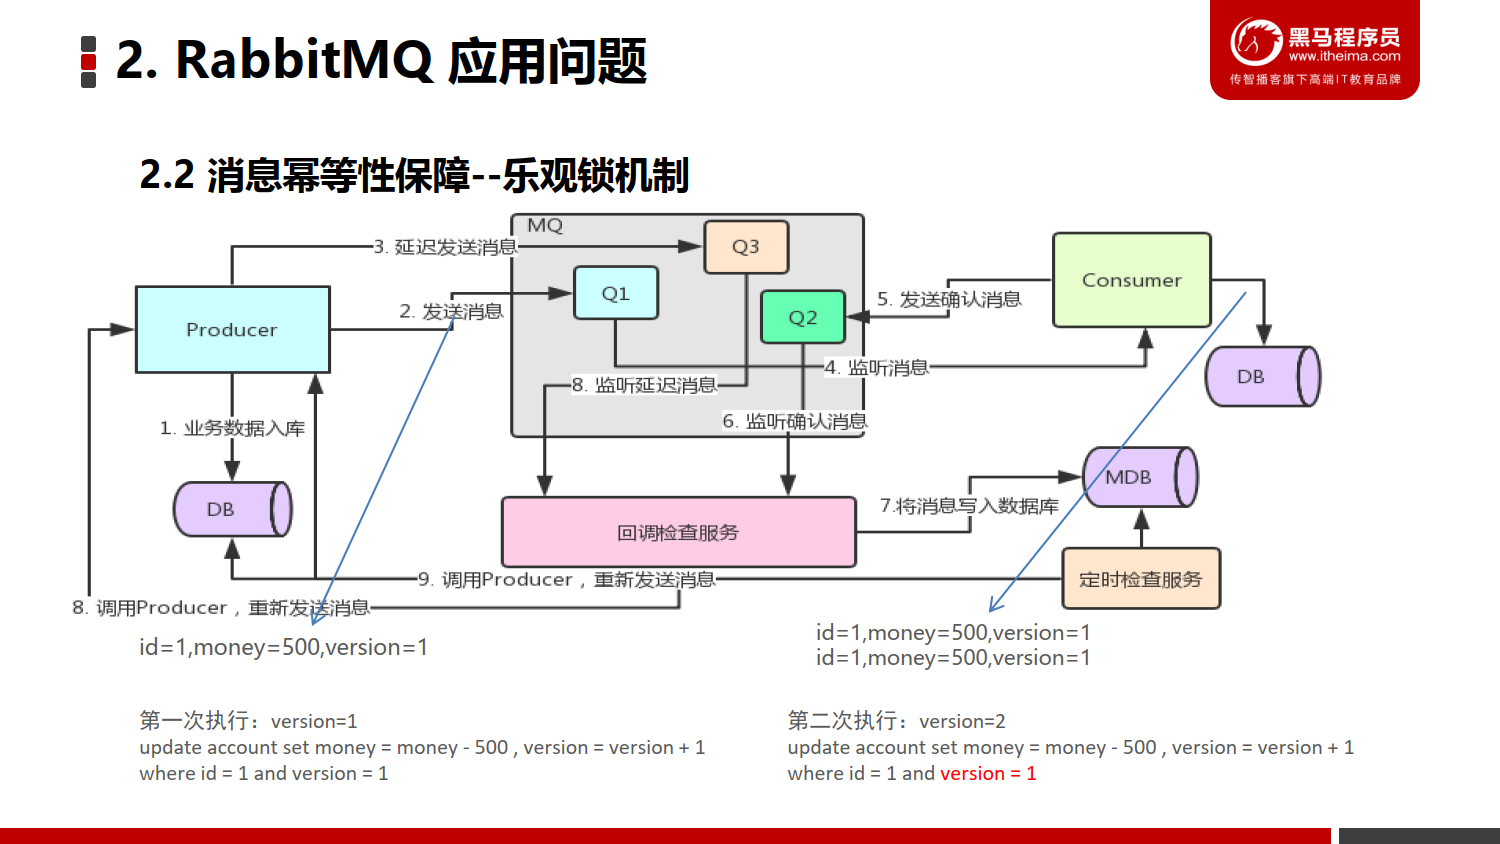 2. RabbitMQ 应用问题
黑马程序员
www.itheima.com
传智播客旗下高端IT教育品牌
2.2 消息幂等性保障--乐观锁机制
MQ
3. 延迟发送消息
Q3
Q1
2. 发送消息
Q2
5. 发送确认消息
Consumer
Producer
4. 监听消息
8. 监听延迟消息
DB
6. 监听确认消息
1. 业务数据入库
MDB
DB
7.将消息写入数据库
回调检查服务
9. 调用Producer，重新发送消息
定时检查服务
8. 调用Producer，重新发送消息
id=1,money=500,version=1
id=1,money=500,version=1
id=1,money=500,version=1
第一次执行：version=1
update account set money = money - 500 , version = version + 1
where id = 1 and version = 1
第二次执行：version=2
update account set money = money - 500 , version = version + 1
where id = 1 and version = 1